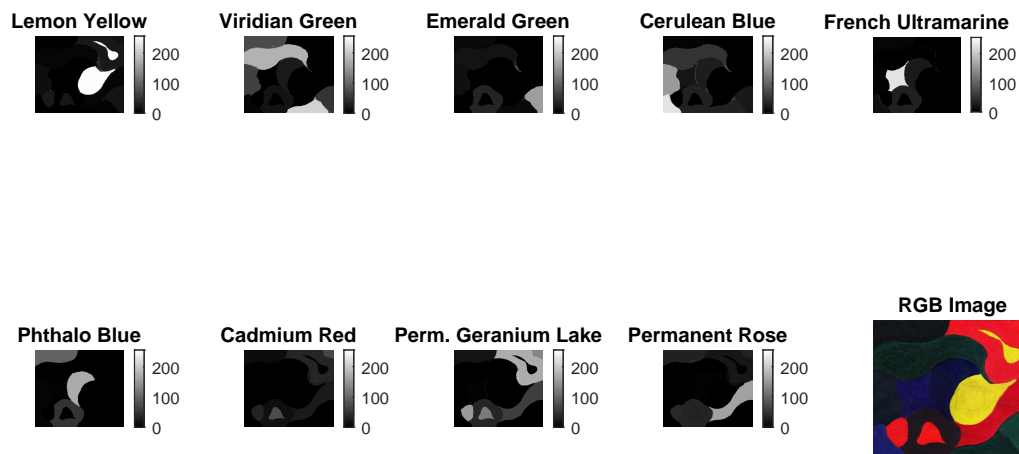 Lemon Yellow
200
100
0
Viridian Green
200
100
0
Emerald Green
200
100
0
Cerulean Blue
200
100
0
French Ultramarine
200
100
0
Phthalo Blue
200
100
0
Cadmium Red
200
100
0
Perm. Geranium Lake
200
100
0
Permanent Rose
200
100
0
RGB Image